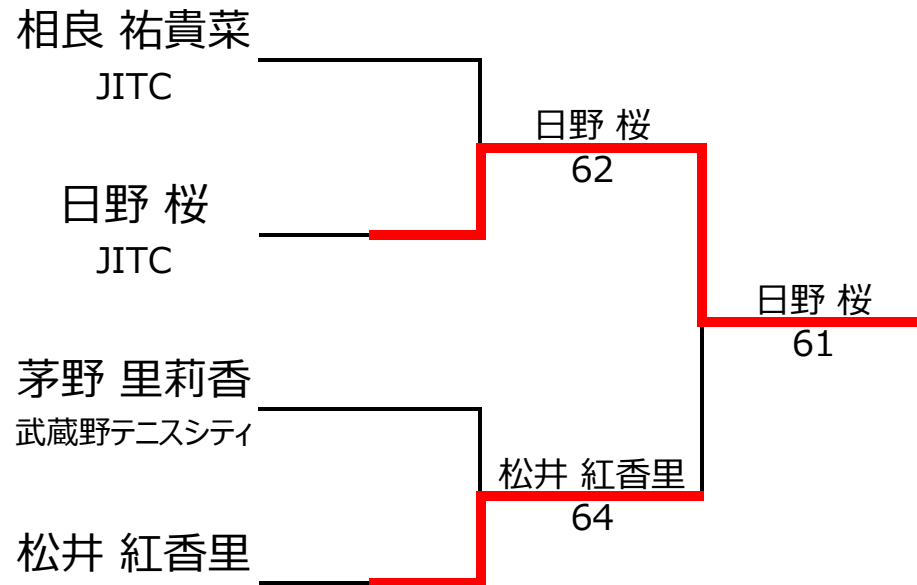 相良 祐貴菜
JITC
日野 桜
62
日野 桜
JITC
日野 桜
61
茅野 里莉香
武蔵野テニスシティ
松井 紅香里
64
松井 紅香里